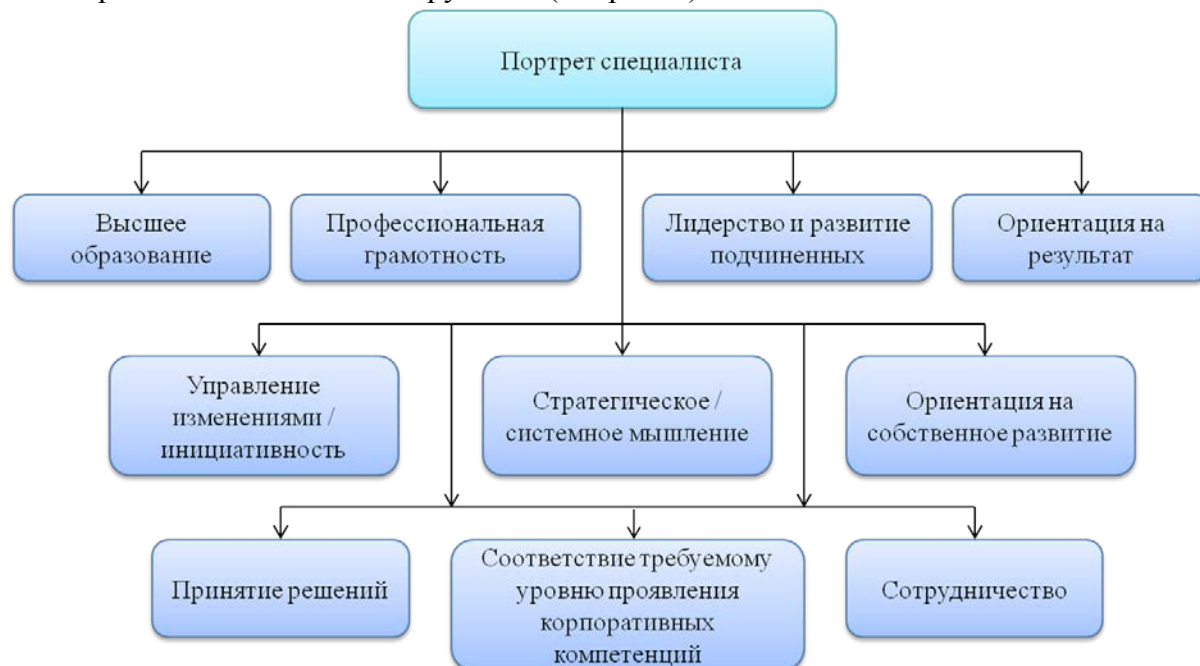 Портрет специалиста
Высшее
образование
Профессиональная
грамотность
Лидерство и развитие
подчиненных
Ориентация на
результат
Управление
изменениями /
инициативность
Стратегическое /
системное мышление
Ориентация на
собственное развитие
Принятие решений
Соответствие требуемому
уровню проявления
корпоративных
компетенций
Сотрудничество